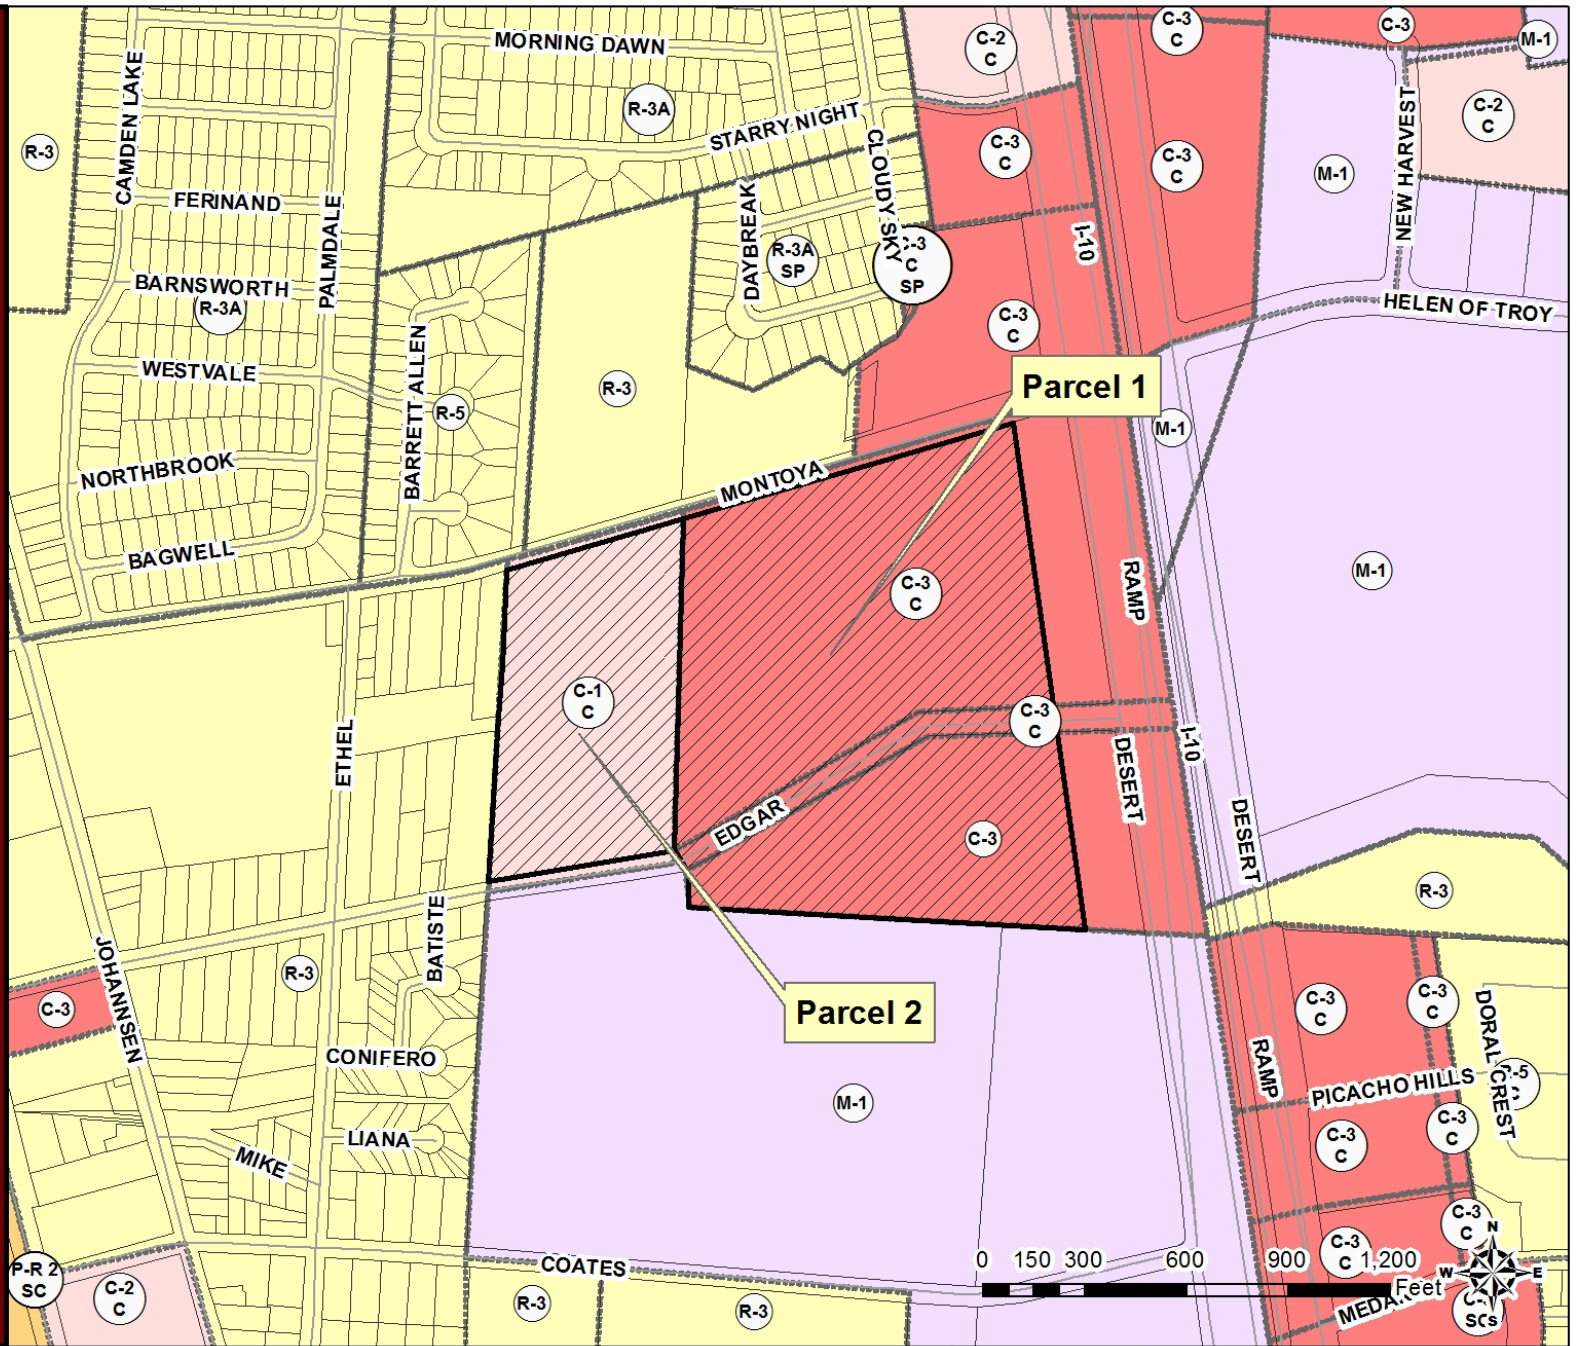 MORNING DAWN
C-2
C
C-3
C
C-3
M-1
CAMDEN LAKE
R-3A
C-2
C
R-3
STARRY NIGHT
CLOUDY SKY
C-3
C
C-3
C
M-1
NEW HARVEST
FERINAND
PALMDALE
DAYBREAK
R-3A
SP
C-3
C
SP
I-10
BARNSWORTH
R-3A
HELEN OF TROY
C-3
C
BARRETT ALLEN
WESTVALE
R-3
Parcel 1
R-5
M-1
NORTHBROOK
MONTOYA
BAGWELL
C-3
C
RAMP
M-1
C-1
C
C-3
C
ETHEL
I-10
DESERT
EDGAR
C-3
DESERT
R-3
BATISTE
JOHANNSEN
R-3
C-3
Parcel 2
C-3
C
C-3
C
DORAL CREST
CONIFERO
RAMP
PICACHO HILLS
C
M-1
C-3
C
C-3
C
LIANA
MIKE
C-3
C
N
C-3
C
COATES
0 150 300 600 900 1,200
Feet
W
E
S
P-R 2
SC
C-2
C
R-3
R-3